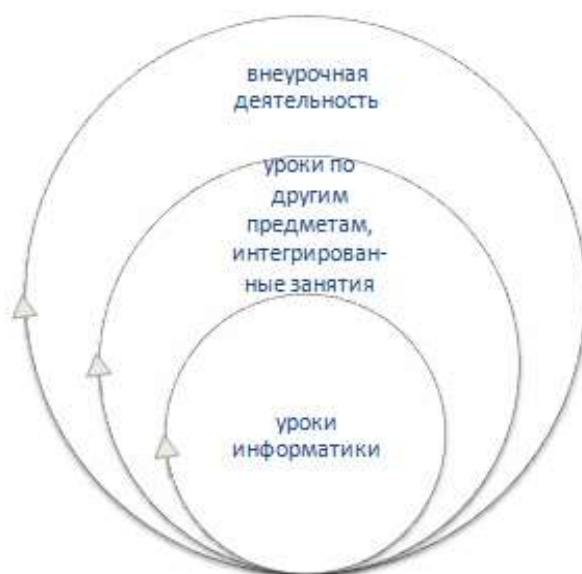 внеурочная
деятельность
уроки по
другим
предметам,
интегрирован-
ные занятия
уроки
информатики